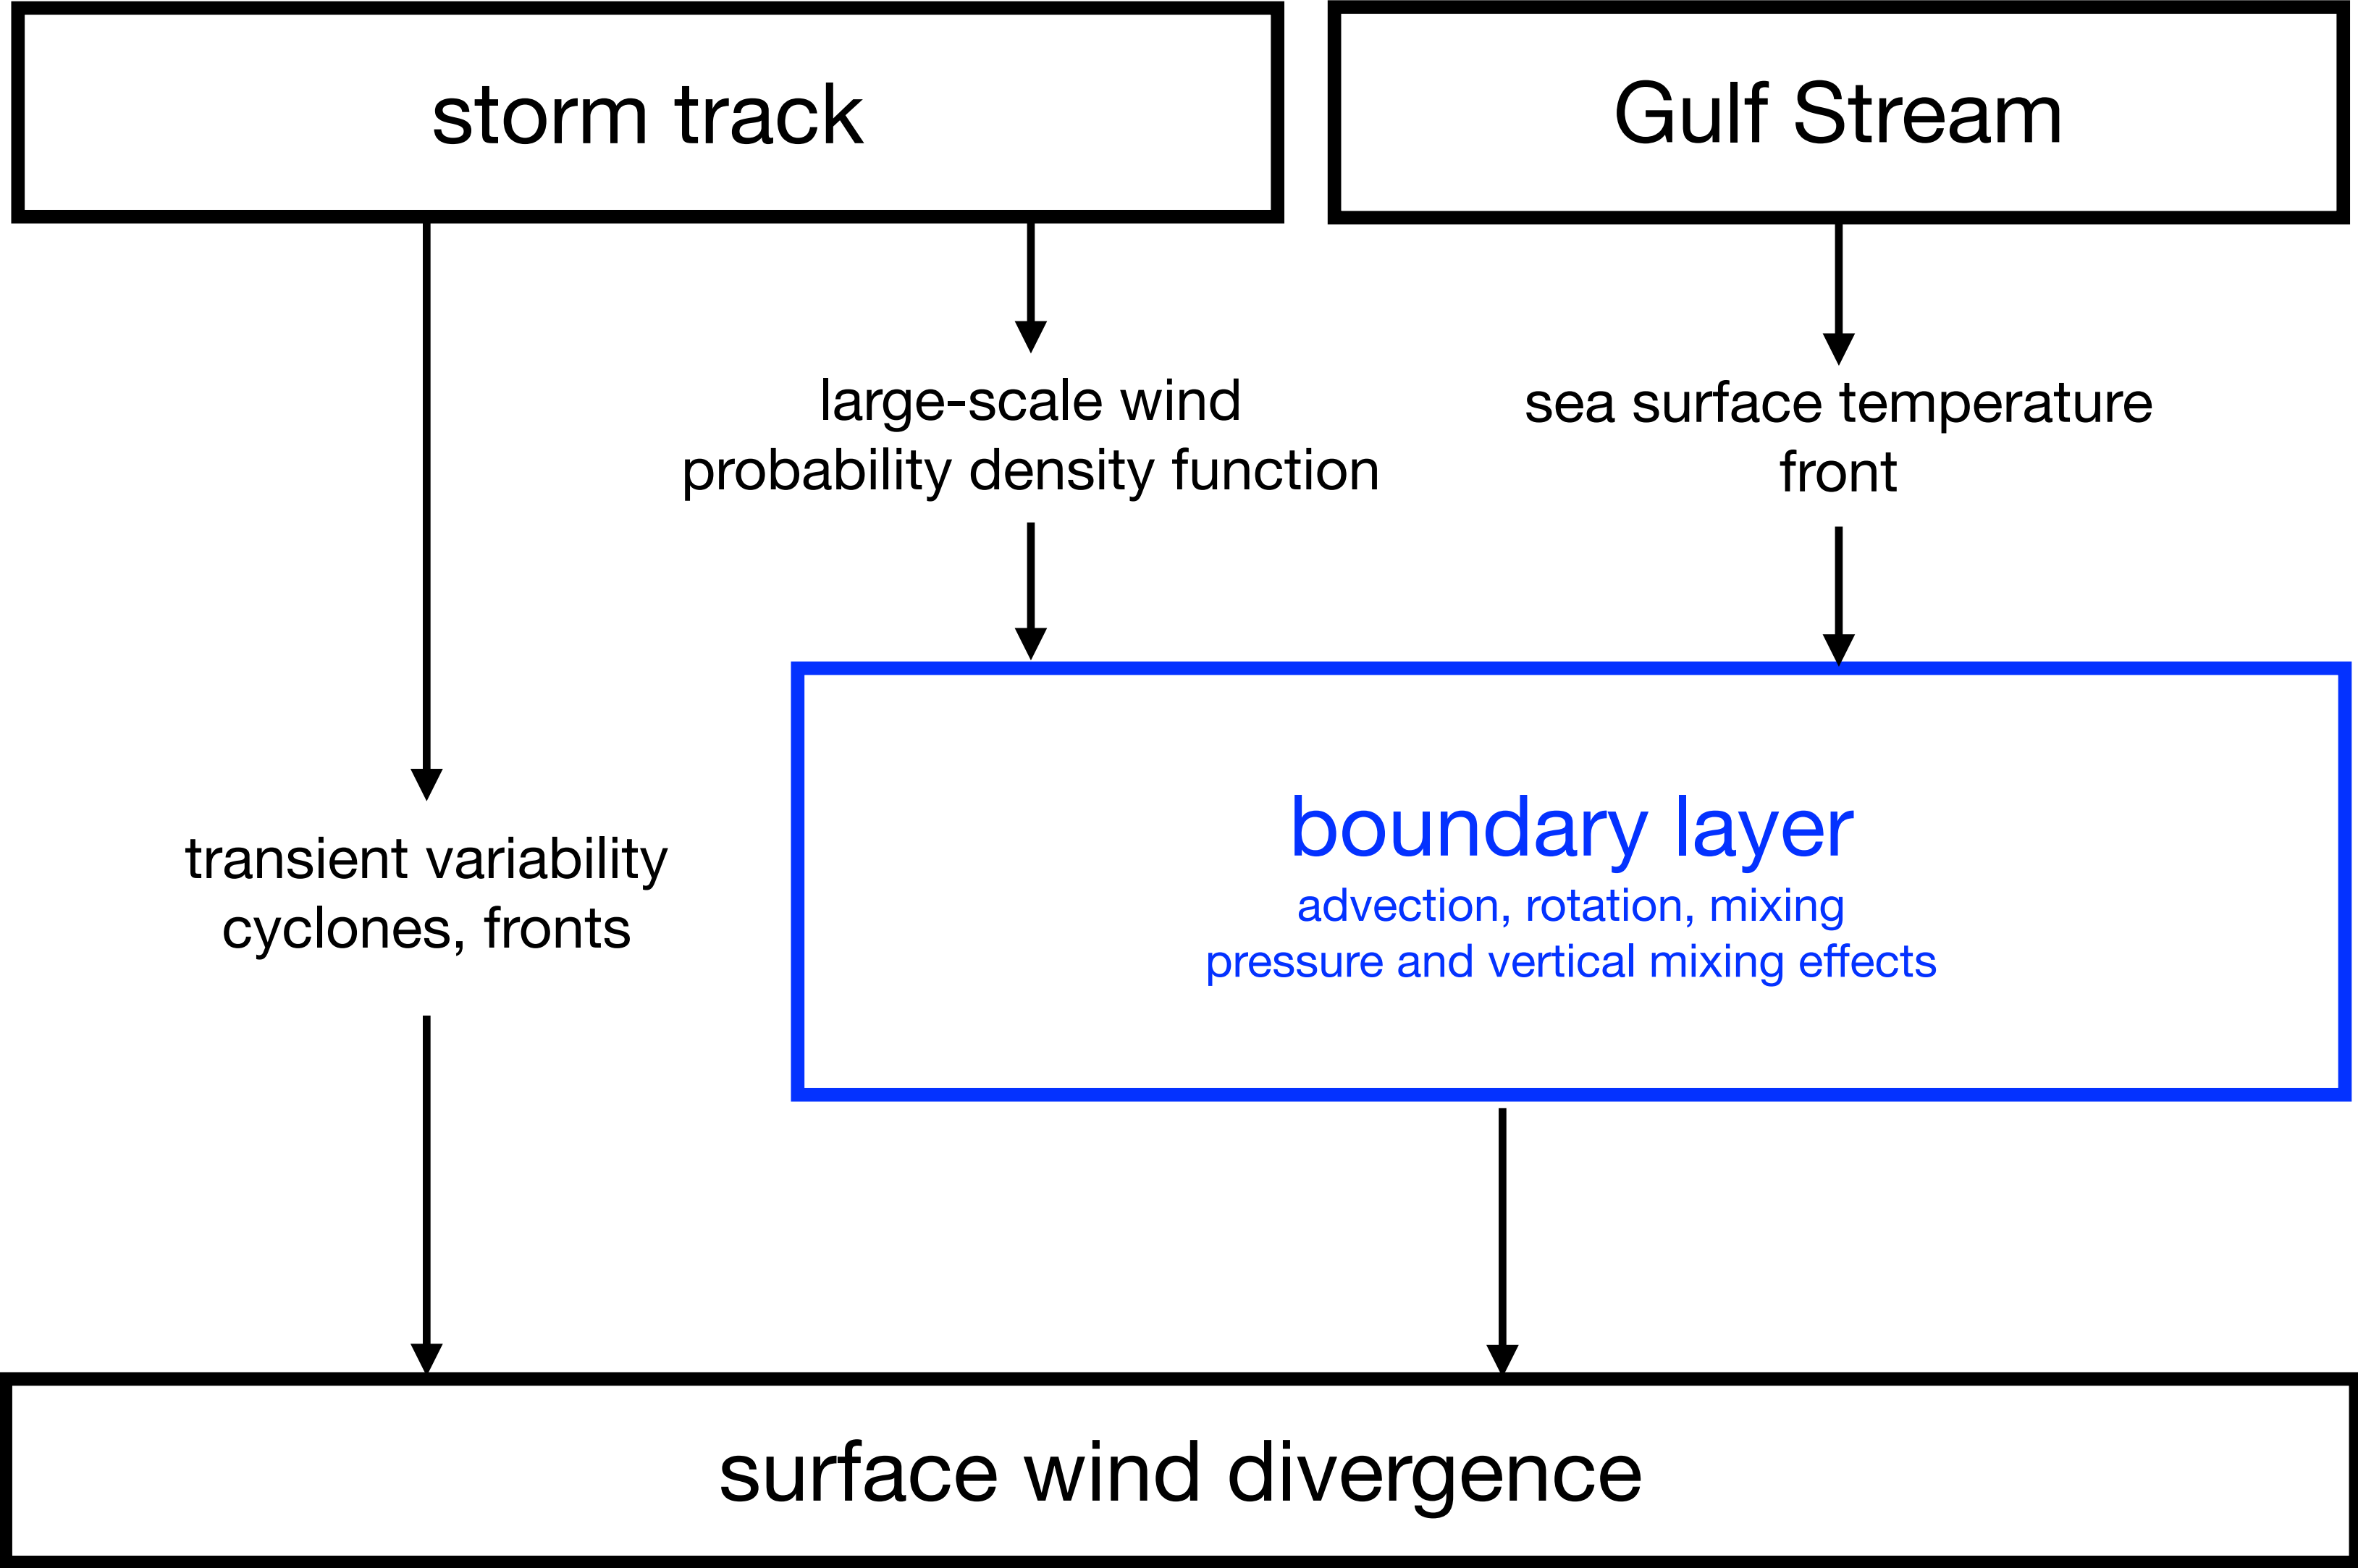 storm track
Gulf Stream
large-scale wind
probability density function
sea surface temperature
front
transient variability
cyclones, fronts
boundary layer
advection, rotation, mixing
pressure and vertical mixing effects
surface wind divergence